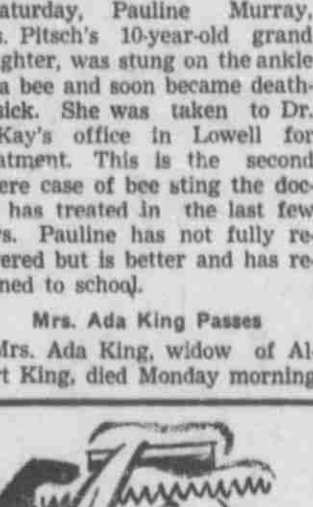 aturday, Pauline Murray,
s. Pitsch's 10-year-old grand
ghter, was stung on the ankle
a bee and soon became death-
sick. She was taken to Dr.
Kay's office in Lowell for
atment. This is the second
ere case of bee sting the doc-
has treated in the last few
s. Pauline has not fully re-
ered but is better and has re-
ned to school.
Mrs. Ada King Passes
Mrs. Ada King, widow of Al-
rt King, died Monday morning